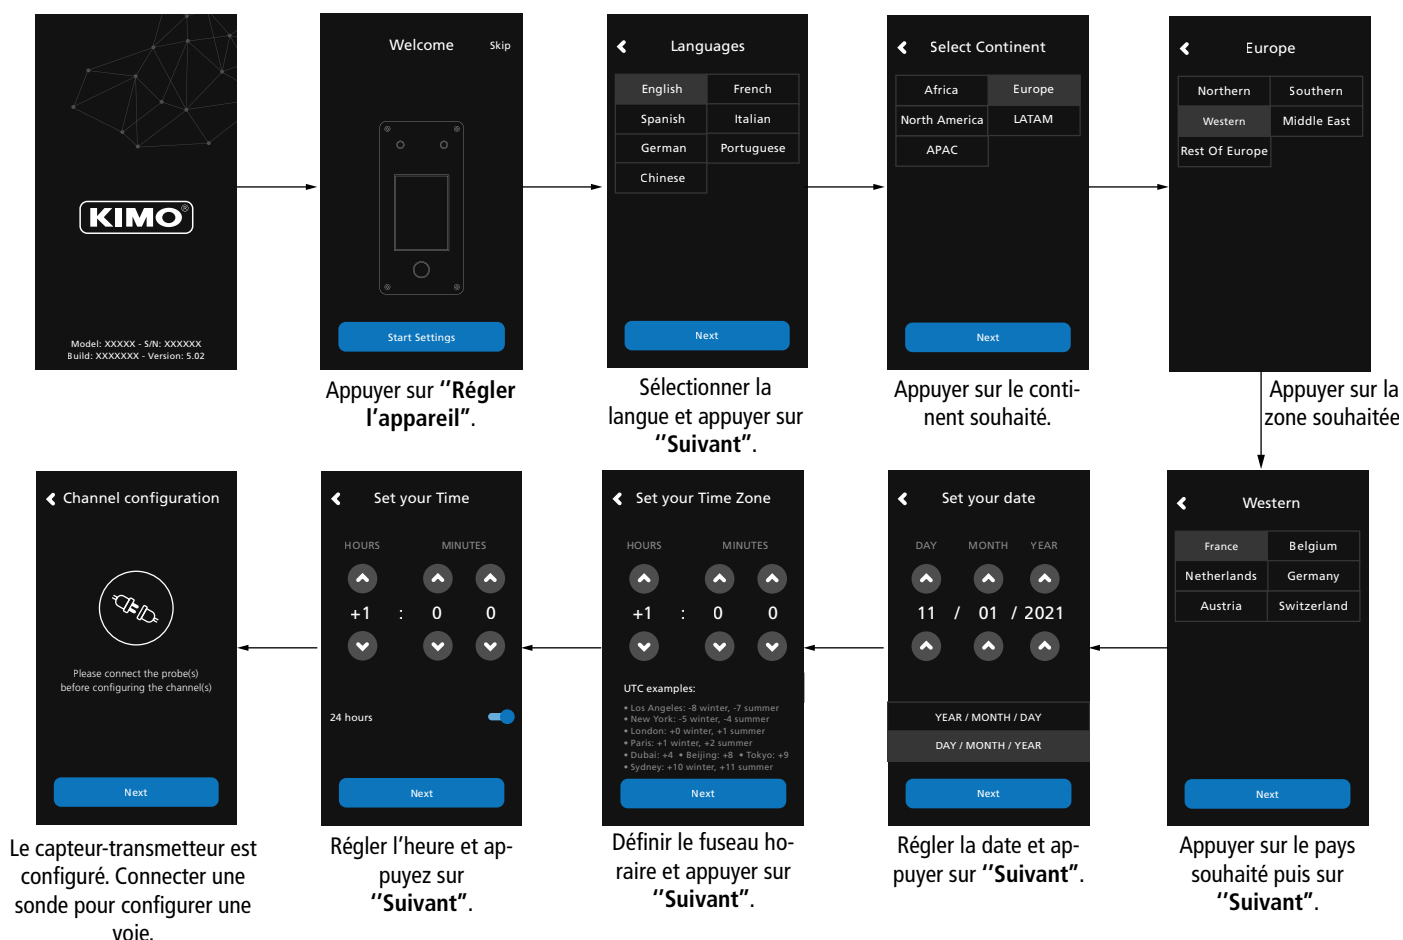 KIMO®
Model: XXXXX - S/N: XXXXXX
Build: XXXXXXX - Version: 5.02
Welcome
Skip
Start Settings
Appuyer sur ‘‘Régler
l’appareil”.
Languages
English
French
Spanish
Italian
German
Portuguese
Chinese
Next
Sélectionner la
langue et appuyer sur
‘‘Suivant”.
Select Continent
Africa
Europe
North America
LATAM
APAC
Next
Appuyer sur le conti-
nent souhaité.
Europe
Northern
Southern
Western
Middle East
Rest Of Europe
Appuyer sur la
zone souhaitée
Western
France
Belgium
Netherlands
Germany
Austria
Switzerland
Next
Appuyer sur le pays
souhaité puis sur
‘‘Suivant”.
Set your date
DAY
MONTH
YEAR
11 / 01 / 2021
YEAR / MONTH / DAY
DAY / MONTH / YEAR
Next
Régler la date et ap-
puyer sur ‘‘Suivant”.
Set your Time Zone
HOURS
MINUTES
+1 : 0 0
UTC examples:
• Los Angeles: -8 winter, -7 summer
• New York: -5 winter, -4 summer
• London: +0 winter, +1 summer
• Paris: +1 winter, +2 summer
• Dubai: +4 • Beijing: +8 • Tokyo: +9
• Sydney: +10 winter, +11 summer
Next
Définir le fuseau ho-
raire et appuyer sur
‘‘Suivant”.
Set your Time
HOURS
MINUTES
+1 : 0 0
24 hours
Next
Régler l’heure et ap-
puyez sur
‘‘Suivant”.
Channel configuration
Please connect the probe(s)
before configuring the channel(s)
Next
Le capteur-transmetteur est
configuré. Connecter une
sonde pour configurer une
voie.